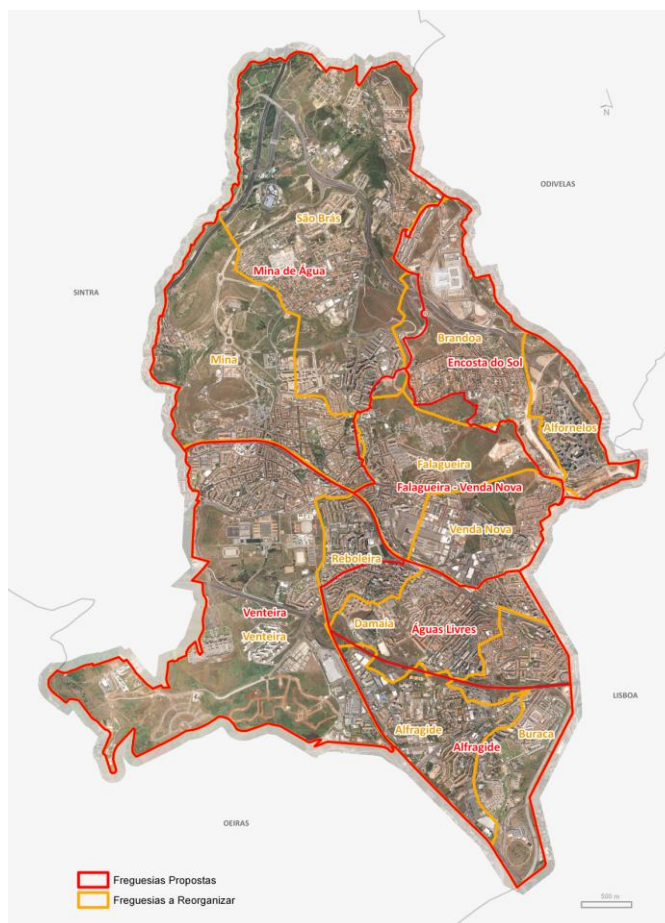 N
ODIVELAS
São Brás
Mina de Água
SINTRA
Brandoa
Mina
Encosta do Sol
Alfornelos
Falagueira
Falagueira - Venda Nova
Venda Nova
Reboleira
Venteira
Damaia
Águas Livres
Venteira
LISBOA
Alfragide
Buraca
Alfragide
OEIRAS
Freguesias Propostas
Freguesias a Reorganizar
500 m